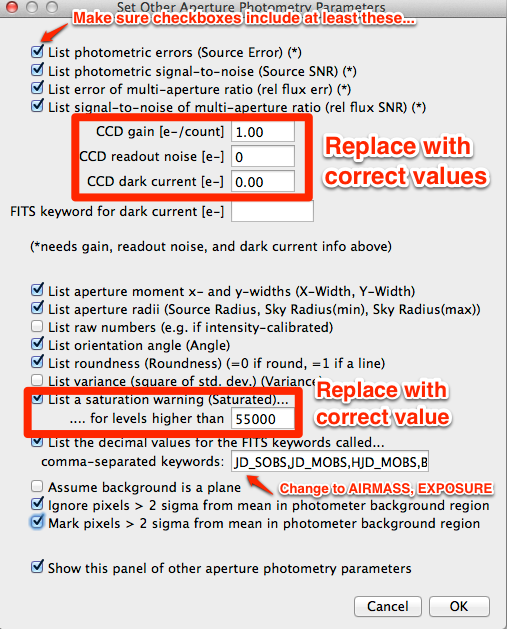 Set Other Aperture Photometry Parameters
Make sure checkboxes include at least these...
List photometric errors (Source Error) (*)
List photometric signal-to-noise (Source SNR) (*)
List error of multi-aperture ratio (rel flux err) (*)
List signal-to-noise of multi-aperture ratio (rel flux SNR) (*)
CCD gain [e-/count] 1.00
CCD readout noise [e-] 0
CCD dark current [e-] 0.00
Replace with
correct values
FITS keyword for dark current [e-]
(*needs gain, readout noise, and dark current info above)
List aperture moment x- and y-widths (X-Width, Y-Width)
List aperture radii (Source Radius, Sky Radius(min), Sky Radius(max))
List raw numbers (e.g. if intensity-calibrated)
List orientation angle (Angle)
List roundness (Roundness) (=0 if round, =1 if a line)
List variance (square of std. dev.) (Variance)
List a saturation warning (Saturated)...
.... for levels higher than 55000
Replace with
correct value
List the decimal values for the FITS keywords called...
comma-separated keywords: JD_SOBS,JD_MOBS,HJD_MOBS,B
Assume background is a plane
Change to AIRMASS, EXPOSURE
Ignore pixels > 2 sigma from mean in photometer background region
Mark pixels > 2 sigma from mean in photometer background region
Show this panel of other aperture photometry parameters
Cancel OK